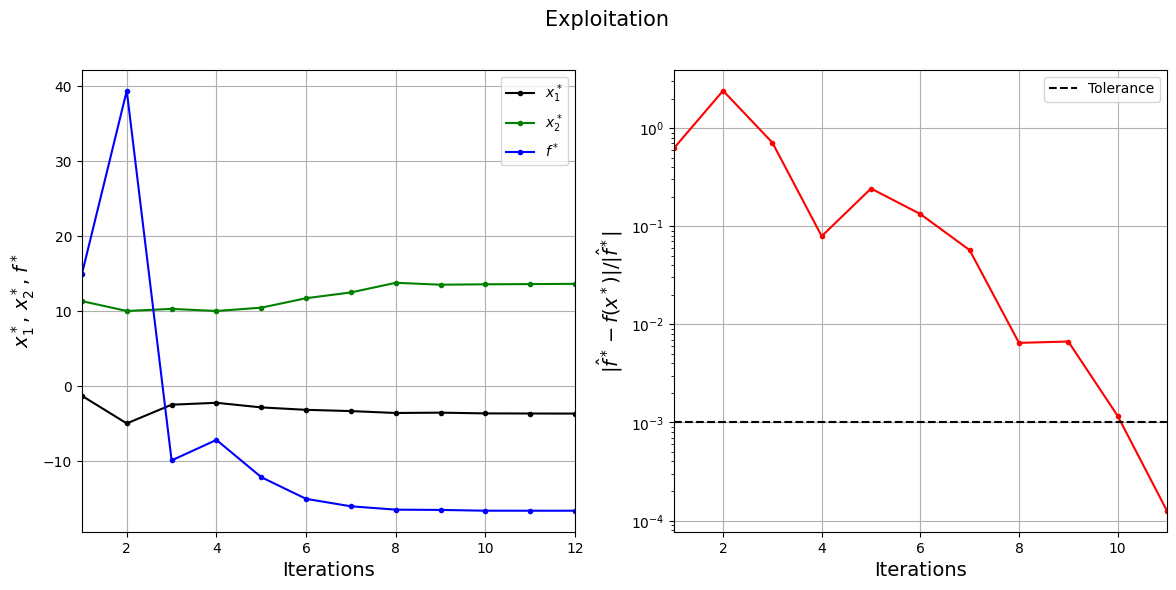 Exploitation
x₁*, x₂*, f*
40
30
20
10
0
−10
2 4 6 8 10 12
Iterations
x₁*
x₂*
f*
|f̂* − f(x*)|/|f̂*|
10⁰
10⁻¹
10⁻²
10⁻³
10⁻⁴
2 4 6 8 10
Iterations
Tolerance